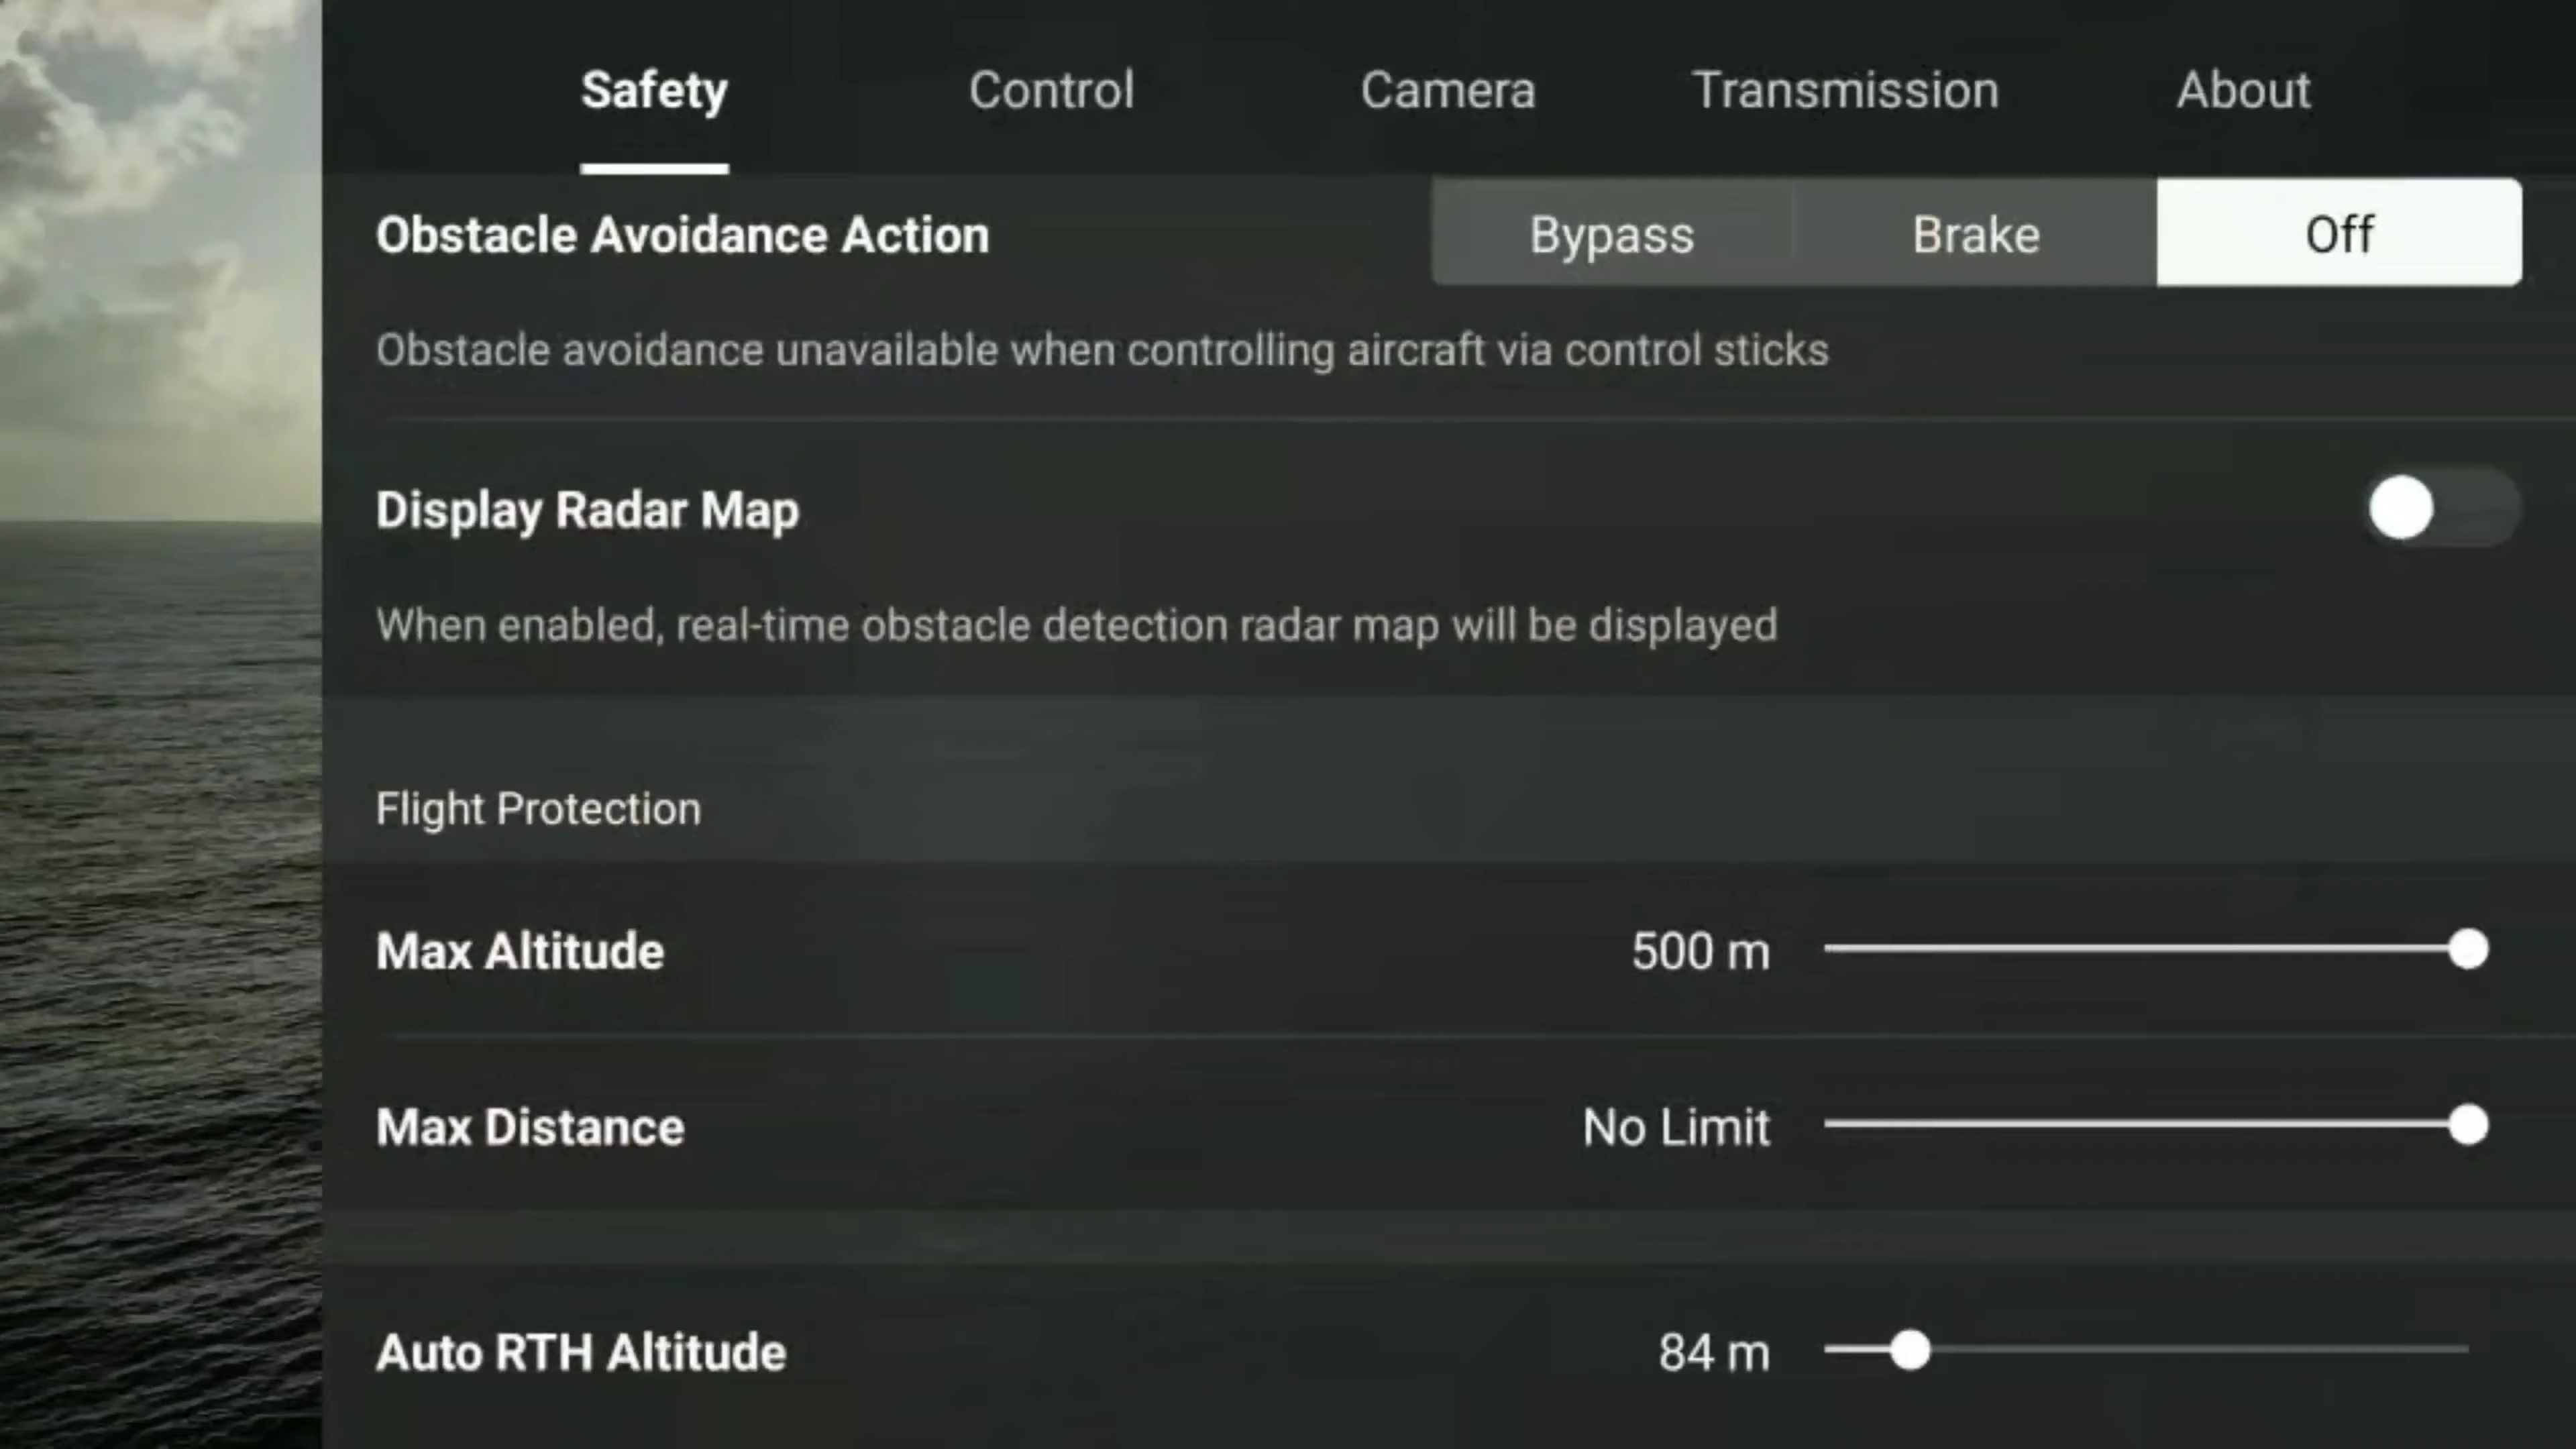 Safety Control Camera Transmission About
Obstacle Avoidance Action Bypass Brake Off
Obstacle avoidance unavailable when controlling aircraft via control sticks
Display Radar Map
When enabled, real-time obstacle detection radar map will be displayed
Flight Protection
Max Altitude 500 m
Max Distance No Limit
Auto RTH Altitude 84 m